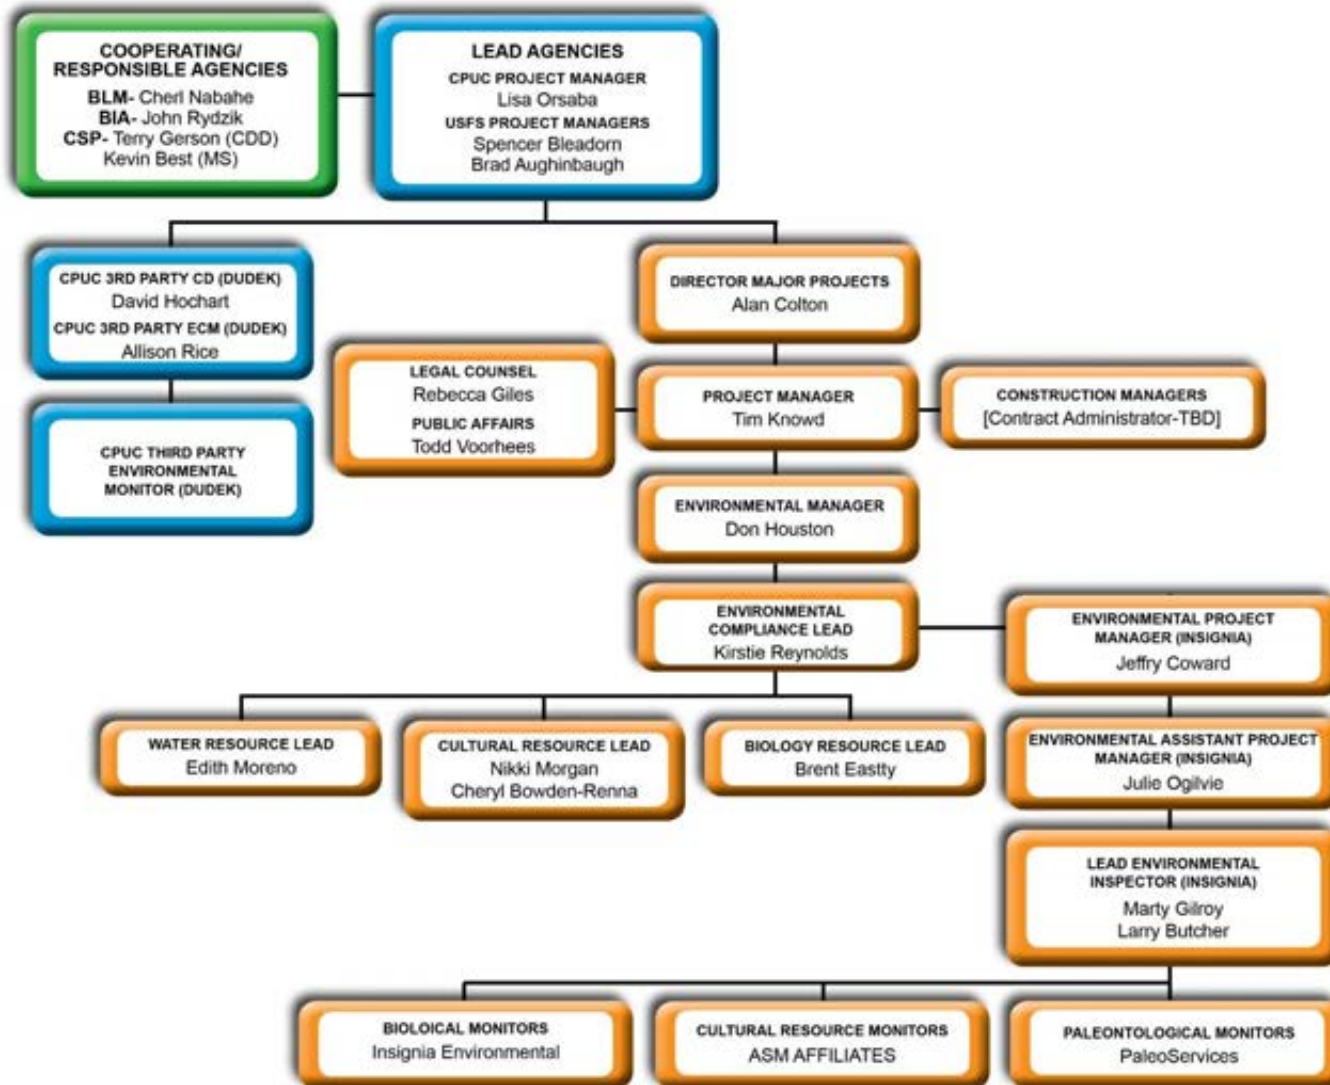 COOPERATING/
RESPONSIBLE AGENCIES
BLM- Cherl Nabahe
BIA- John Rydzik
CSP- Terry Gerson (CDD)
Kevin Best (MS)
LEAD AGENCIES
CPUC PROJECT MANAGER
Lisa Orsaba
USFS PROJECT MANAGERS
Spencer Bleadorn
Brad Aughinbaugh
CPUC 3RD PARTY CD (DUDEK)
David Hochart
CPUC 3RD PARTY ECM (DUDEK)
Allison Rice
CPUC THIRD PARTY
ENVIRONMENTAL
MONITOR (DUDEK)
DIRECTOR MAJOR PROJECTS
Alan Colton
LEGAL COUNSEL
Rebecca Giles
PUBLIC AFFAIRS
Todd Voorhees
PROJECT MANAGER
Tim Knowd
CONSTRUCTION MANAGERS
[Contract Administrator-TBD]
ENVIRONMENTAL MANAGER
Don Houston
ENVIRONMENTAL
COMPLIANCE LEAD
Kirstie Reynolds
ENVIRONMENTAL PROJECT
MANAGER (INSIGNIA)
Jeffry Coward
WATER RESOURCE LEAD
Edith Moreno
CULTURAL RESOURCE LEAD
Nikki Morgan
Cheryl Bowden-Renna
BIOLOGY RESOURCE LEAD
Brent Eastty
ENVIRONMENTAL ASSISTANT PROJECT
MANAGER (INSIGNIA)
Julie Ogilvie
LEAD ENVIRONMENTAL
INSPECTOR (INSIGNIA)
Marty Gilroy
Larry Butcher
BIOLOICAL MONITORS
Insignia Environmental
CULTURAL RESOURCE MONITORS
ASM AFFILIATES
PALEONTOLOGICAL MONITORS
PaleoServices